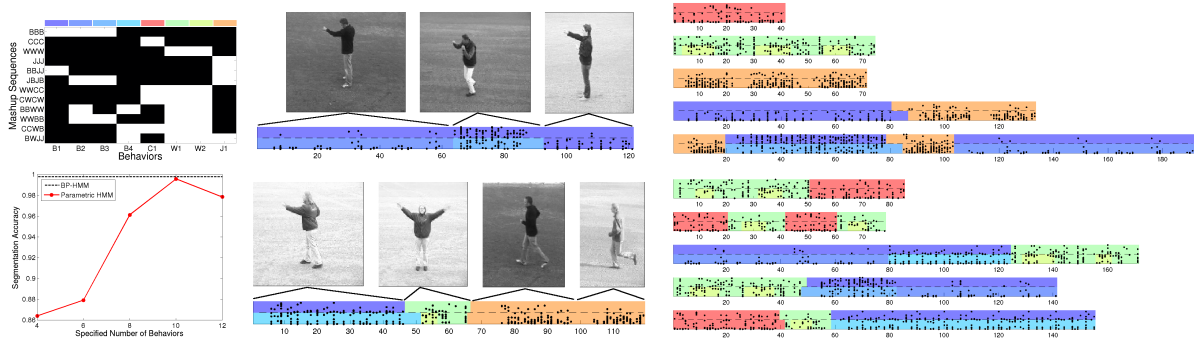 Mashup Sequences
BBB
CCC
WWW
JJJ
BBJJ
JBJB
WWCC
CWCW
BBWW
WWBB
CCWB
BWJJ
B1 B2 B3 B4 C1 W1 W2 J1
Behaviors
20 40 60 80 100 120
Segmentation Accuracy
1
0.98
0.96
0.94
0.92
0.9
0.88
0.86
BP-HMM
Parametric HMM
4 6 8 10 12
Specified Number of Behaviors
10 20 30 40 50 60 70 80 90 100 110
10 20 30 40
10 20 30 40 50 60 70
10 20 30 40 50 60 70
20 40 60 80 100 120
20 40 60 80 100 120 140 160 180
10 20 30 40 50 60 70 80
10 20 30 40 50 60 70
20 40 60 80 100 120 140 160
20 40 60 80 100 120 140
20 40 60 80 100 120 140